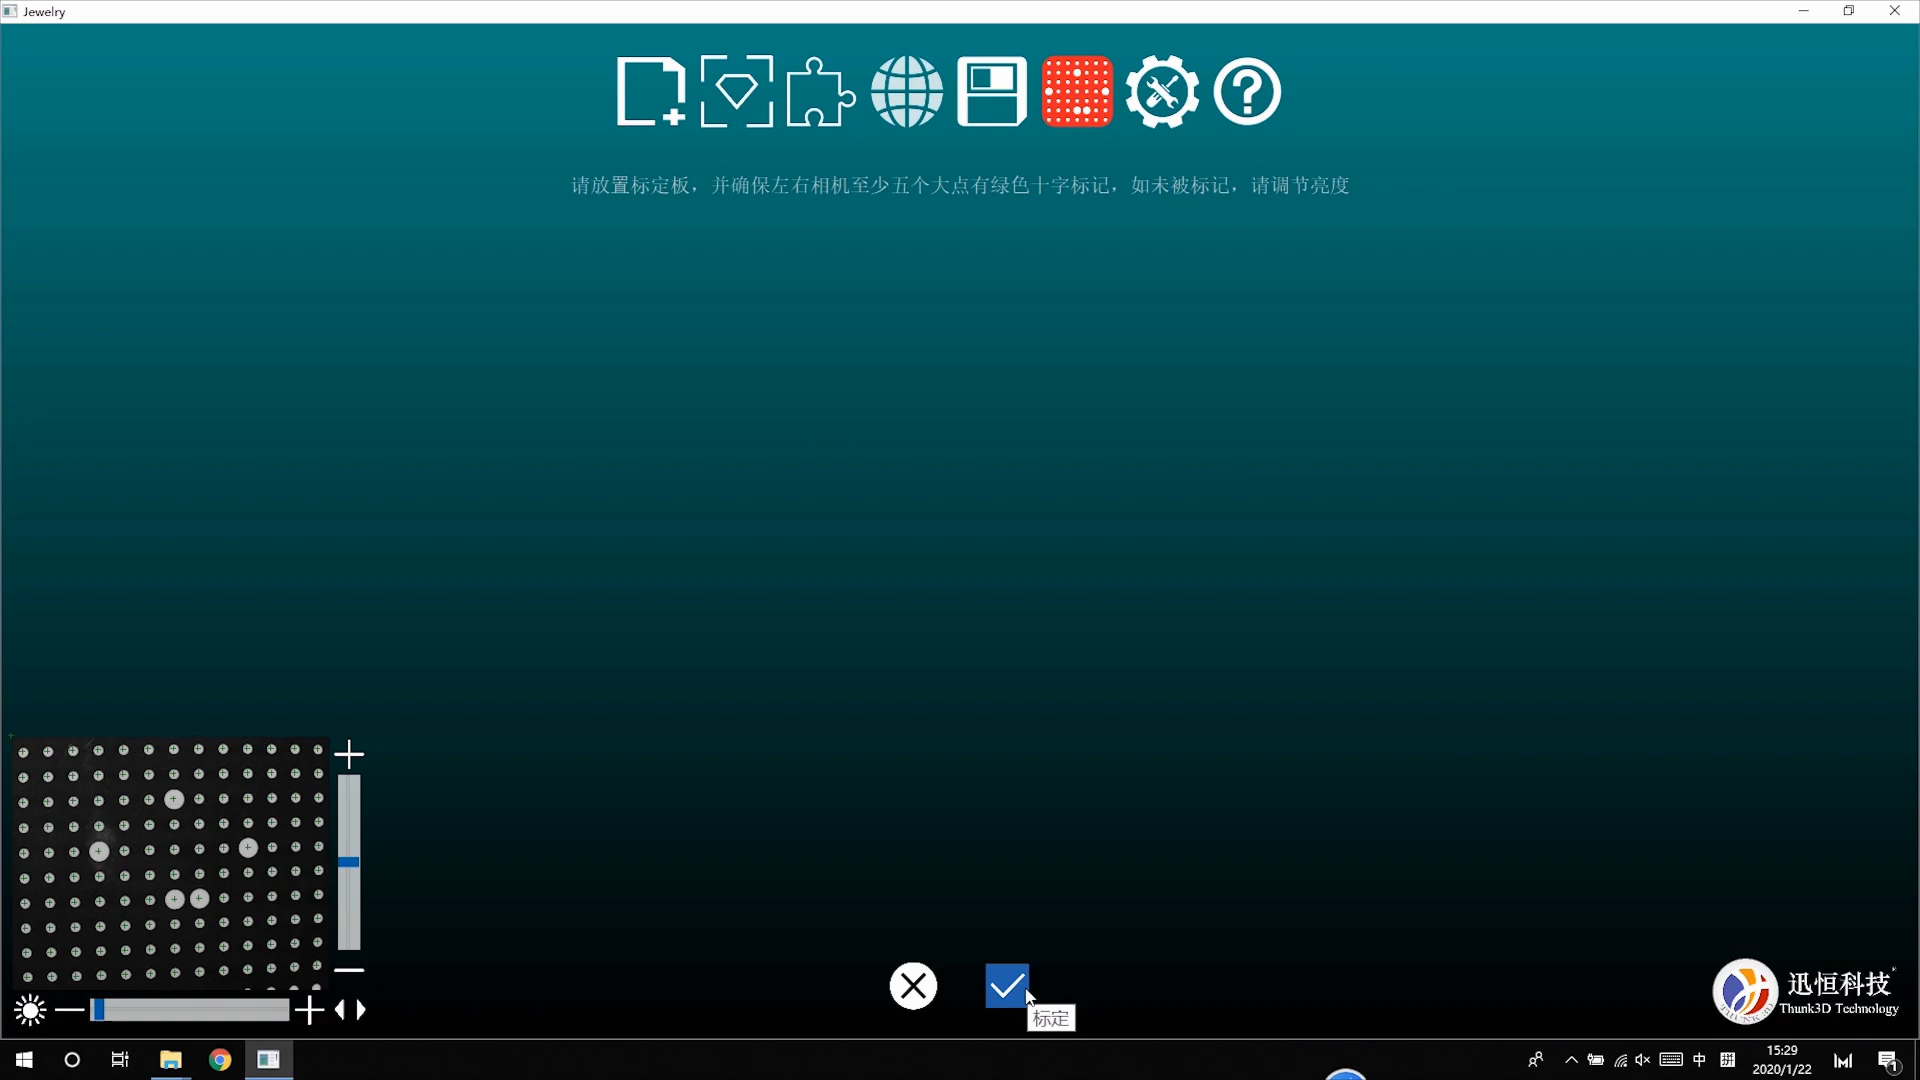 Jewelry
请放置标定板，并确保左右相机至少五个大点有绿色十字标记，如未被标记，请调节亮度
标定
迅恒科技
Thunk3D Technology
中
拼
15:29
2020/1/22
1